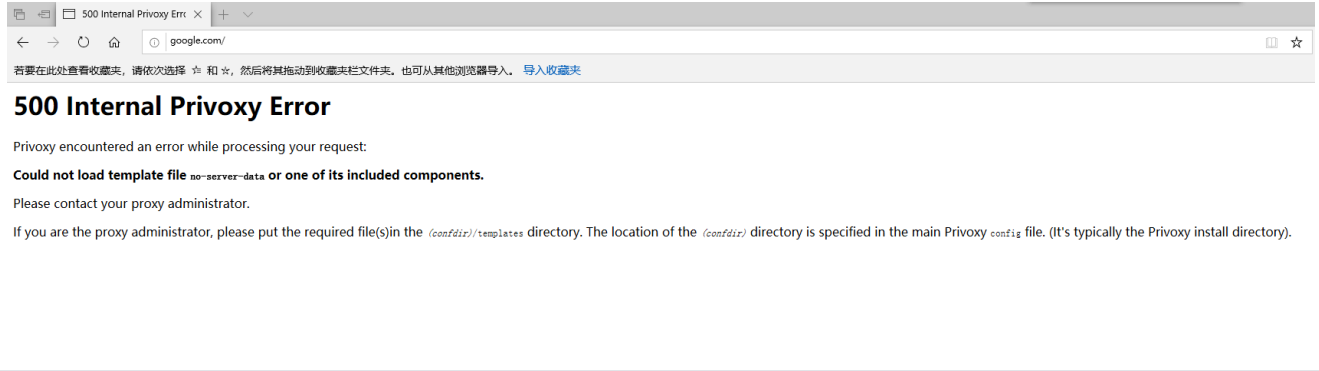 500 Internal Privoxy Erro
google.com/
若要在此处查看收藏夹，请依次选择 和 ☆，然后将其拖动到收藏夹栏文件夹。也可从其他浏览器导入。 导入收藏夹
500 Internal Privoxy Error
Privoxy encountered an error while processing your request:
Could not load template file no-server-data or one of its included components.
Please contact your proxy administrator.
If you are the proxy administrator, please put the required file(s)in the (confdir)/templates directory. The location of the (confdir) directory is specified in the main Privoxy config file. (It's typically the Privoxy install directory).